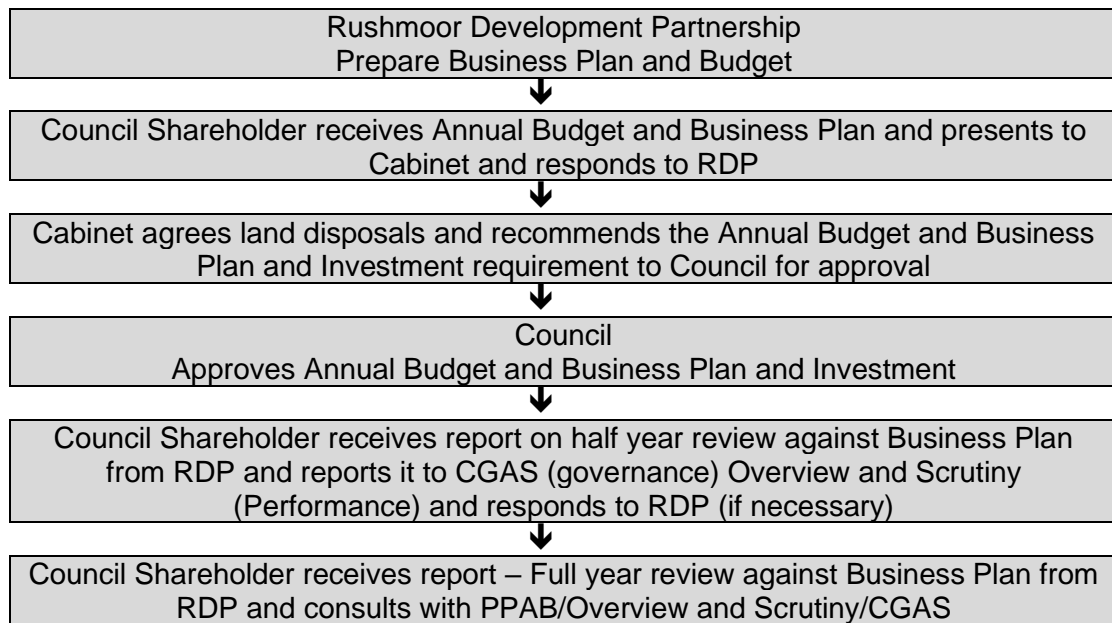 Rushmoor Development Partnership
Prepare Business Plan and Budget
Council Shareholder receives Annual Budget and Business Plan and presents to
Cabinet and responds to RDP
Cabinet agrees land disposals and recommends the Annual Budget and Business
Plan and Investment requirement to Council for approval
Council
Approves Annual Budget and Business Plan and Investment
Council Shareholder receives report on half year review against Business Plan
from RDP and reports it to CGAS (governance) Overview and Scrutiny
(Performance) and responds to RDP (if necessary)
Council Shareholder receives report – Full year review against Business Plan from
RDP and consults with PPAB/Overview and Scrutiny/CGAS